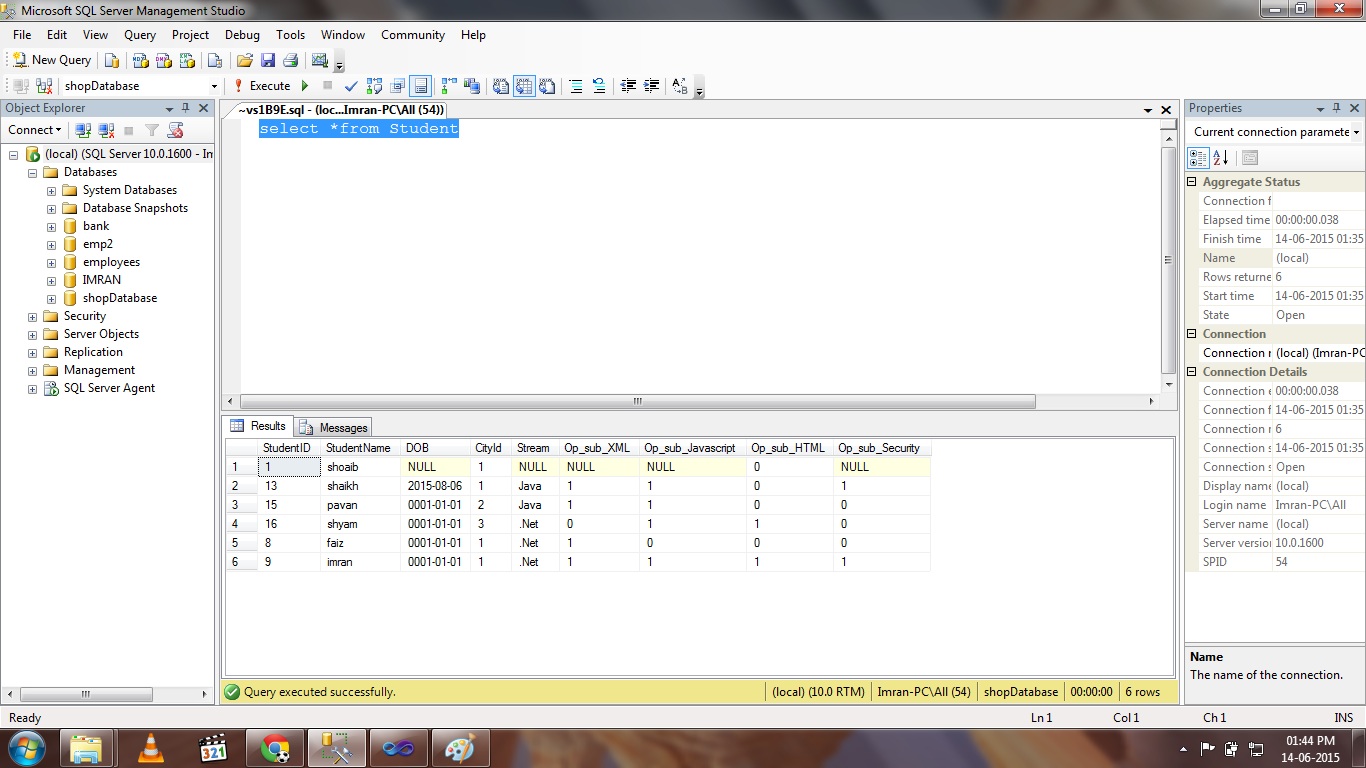 Microsoft SQL Server Management Studio
File Edit View Query Project Debug Tools Window Community Help
New Query
shopDatabase Execute
Object Explorer
Connect
(local) (SQL Server 10.0.1600 - Im
Databases
System Databases
Database Snapshots
bank
emp2
employees
IMRAN
shopDatabase
Security
Server Objects
Replication
Management
SQL Server Agent
~vs1B9E.sql - (loc...Imran-PC\All (54))
select *from Student
Results Messages
StudentID StudentName DOB CityId Stream Op_sub_XML Op_sub_Javascript Op_sub_HTML Op_sub_Security
1 1 shoaib NULL 1 NULL NULL NULL 0 NULL
2 13 shaikh 2015-08-06 1 Java 1 1 0 1
3 15 pavan 0001-01-01 2 Java 1 1 0 0
4 16 shyam 0001-01-01 3 .Net 0 1 1 0
5 8 faiz 0001-01-01 1 .Net 1 0 0 0
6 9 imran 0001-01-01 1 .Net 1 1 1 1
Query executed successfully. (local) (10.0 RTM) Imran-PC\All (54) shopDatabase 00:00:00 6 rows
Properties
Current connection paramete
Aggregate Status
Connection f
Elapsed time 00:00:00.038
Finish time 14-06-2015 01:35
Name (local)
Rows returne 6
Start time 14-06-2015 01:35
State Open
Connection
Connection r (local) (Imran-PC
Connection Details
Connection e 00:00:00.038
Connection f 14-06-2015 01:35
Connection r 6
Connection s 14-06-2015 01:35
Connection s Open
Display name (local)
Login name Imran-PC\All
Server name (local)
Server versio 10.0.1600
SPID 54
Name
The name of the connection.
Ready Ln 1 Col 1 Ch 1 INS
321
01:44 PM
14-06-2015